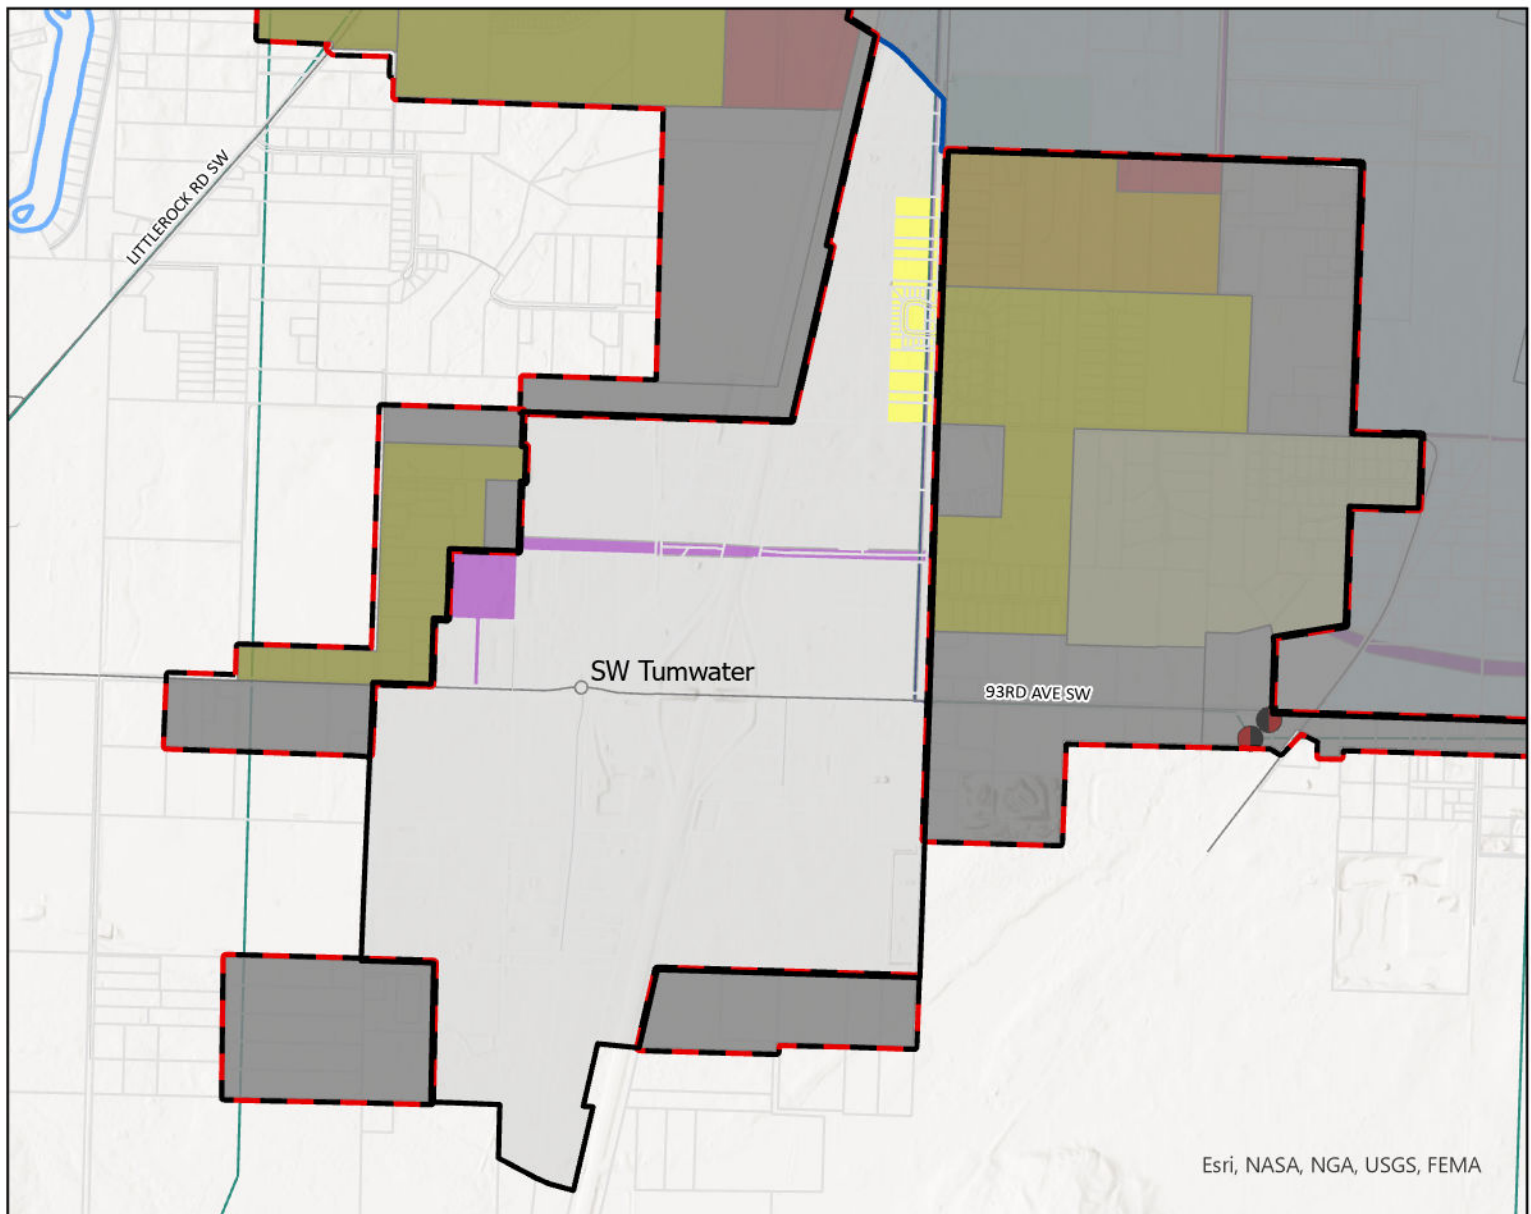 LITTLEROCK RD SW
SW Tumwater
93RD AVE SW
Esri, NASA, NGA, USGS, FEMA